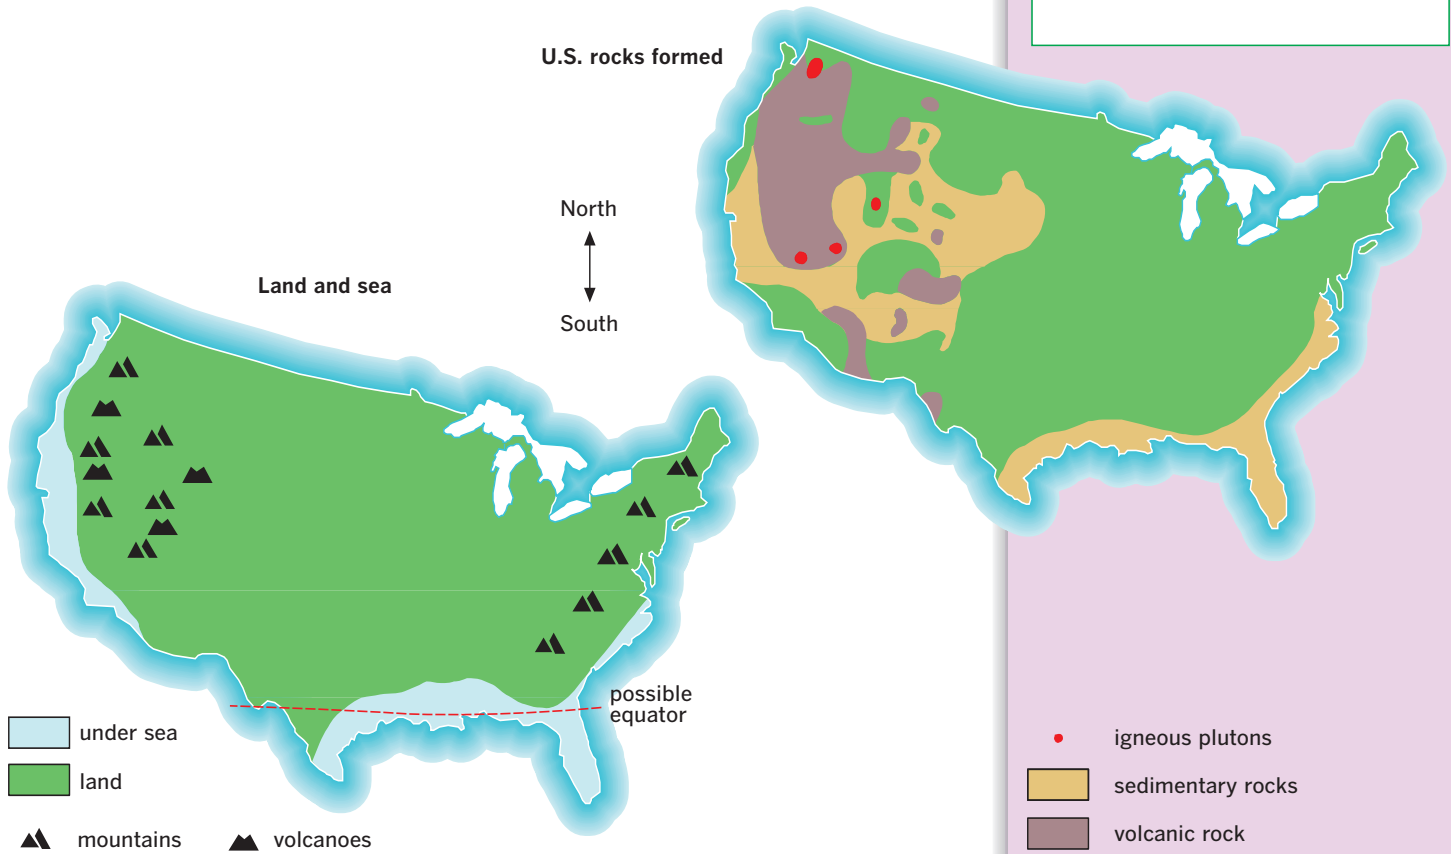 U.S. rocks formed
North
South
Land and sea
possible
equator
under sea
land
mountains
volcanoes
igneous plutons
sedimentary rocks
volcanic rock